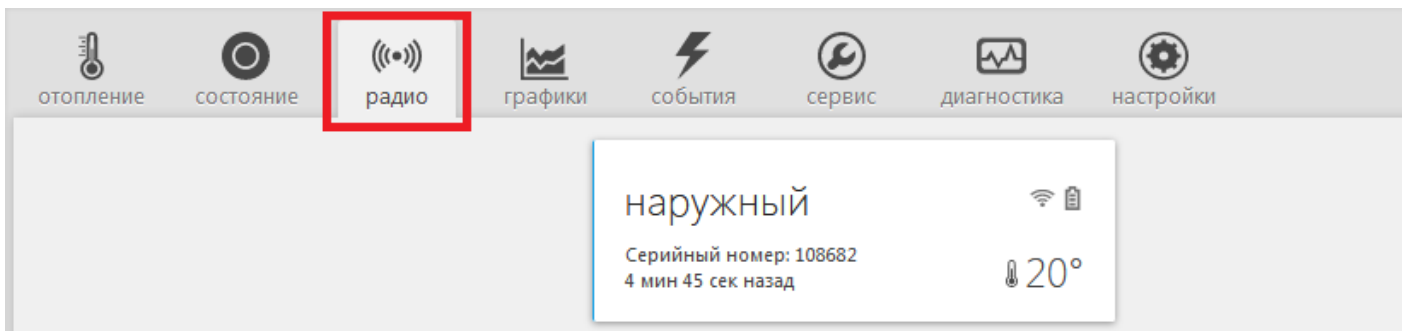 отопление состояние радио графики события сервис диагностика настройки
наружный
Серийный номер: 108682
4 мин 45 сек назад
20°